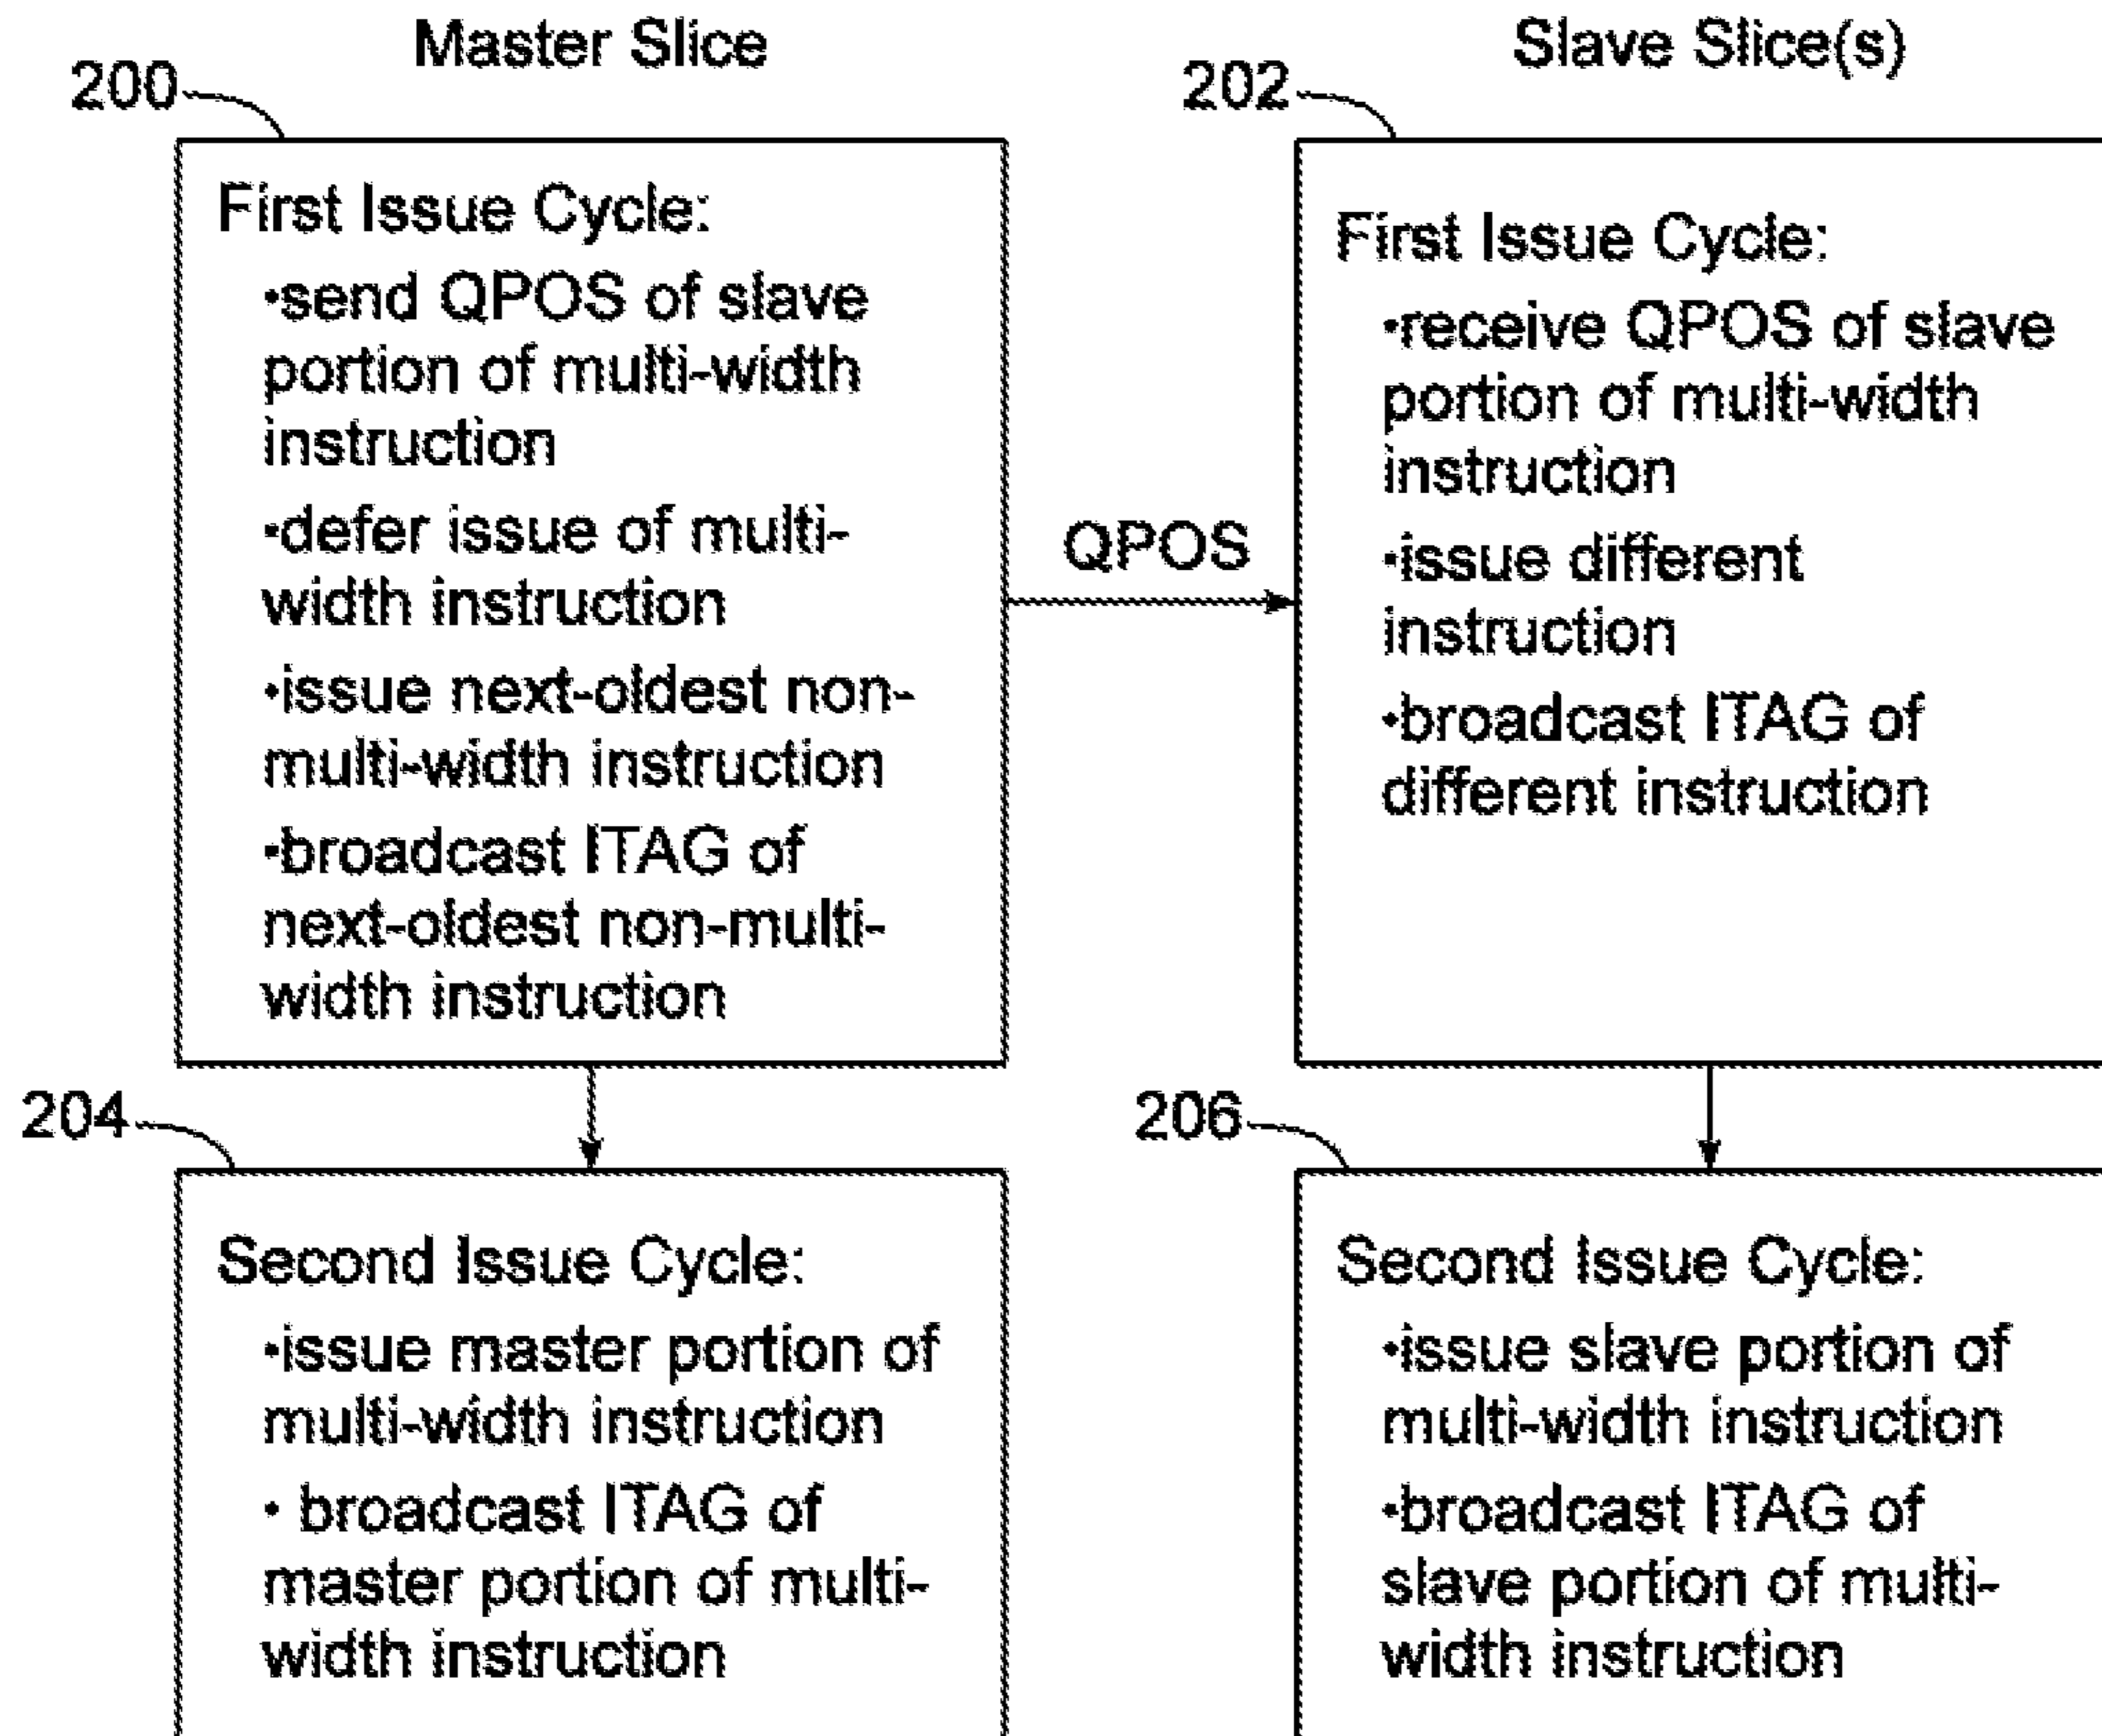 Master Slice
Slave Slice(s)
200
202
First Issue Cycle:
•send QPOS of slave
portion of multi-width
instruction
•defer issue of multi-
width instruction
•issue next-oldest non-
multi-width instruction
•broadcast ITAG of
next-oldest non-multi-
width instruction
QPOS
First Issue Cycle:
•receive QPOS of slave
portion of multi-width
instruction
•issue different
instruction
•broadcast ITAG of
different instruction
204
206
Second Issue Cycle:
•issue master portion of
multi-width instruction
• broadcast ITAG of
master portion of multi-
width instruction
Second Issue Cycle:
•issue slave portion of
multi-width instruction
•broadcast ITAG of
slave portion of multi-
width instruction